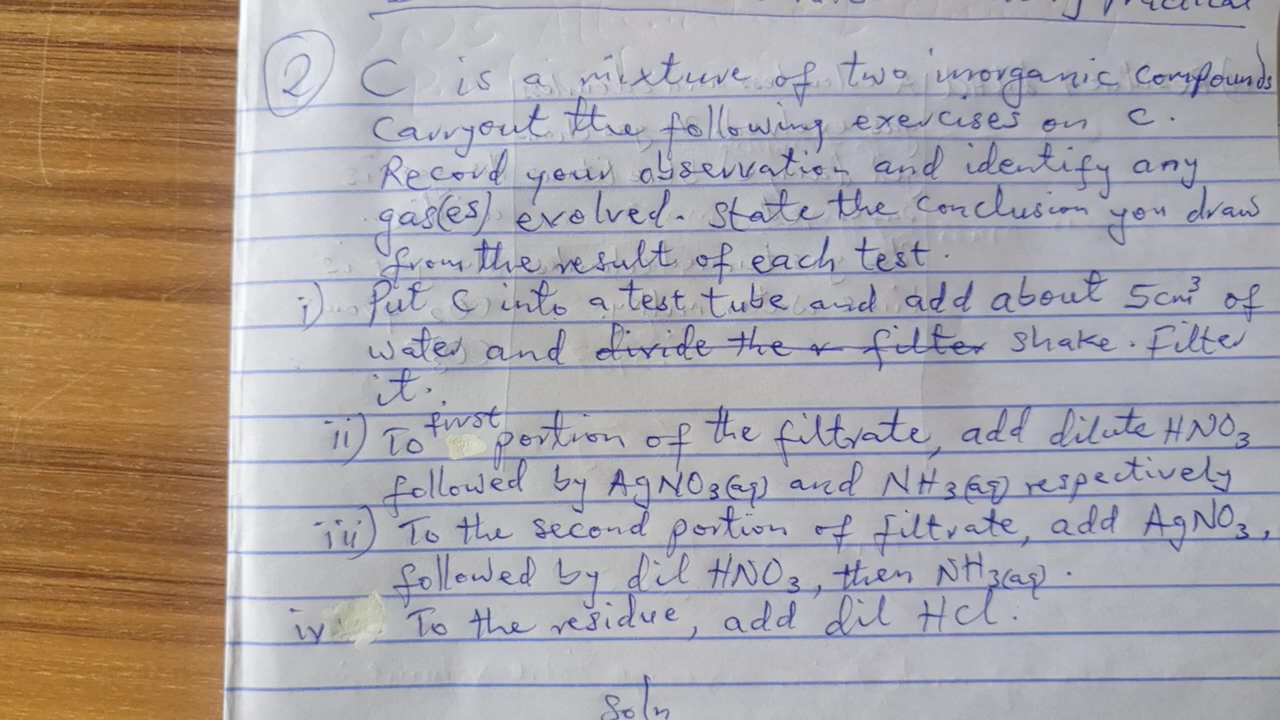 Practical
2 C is a mixture of two inorganic compounds
Carryout the following exercises on C.
Record your observation and identify any
gas(es) evolved. State the conclusion you draw
from the result of each test.
i) Put C into a test tube and add about 5cm³ of
water and divide the r filter shake. Filter
it.
ii) To first portion of the filtrate, add dilute HNO₃
followed by AgNO₃(aq) and NH₃(aq) respectively
iii) To the second portion of filtrate, add AgNO₃,
followed by dil HNO₃, then NH₃(aq).
iv To the residue, add dil HCl.
Soln